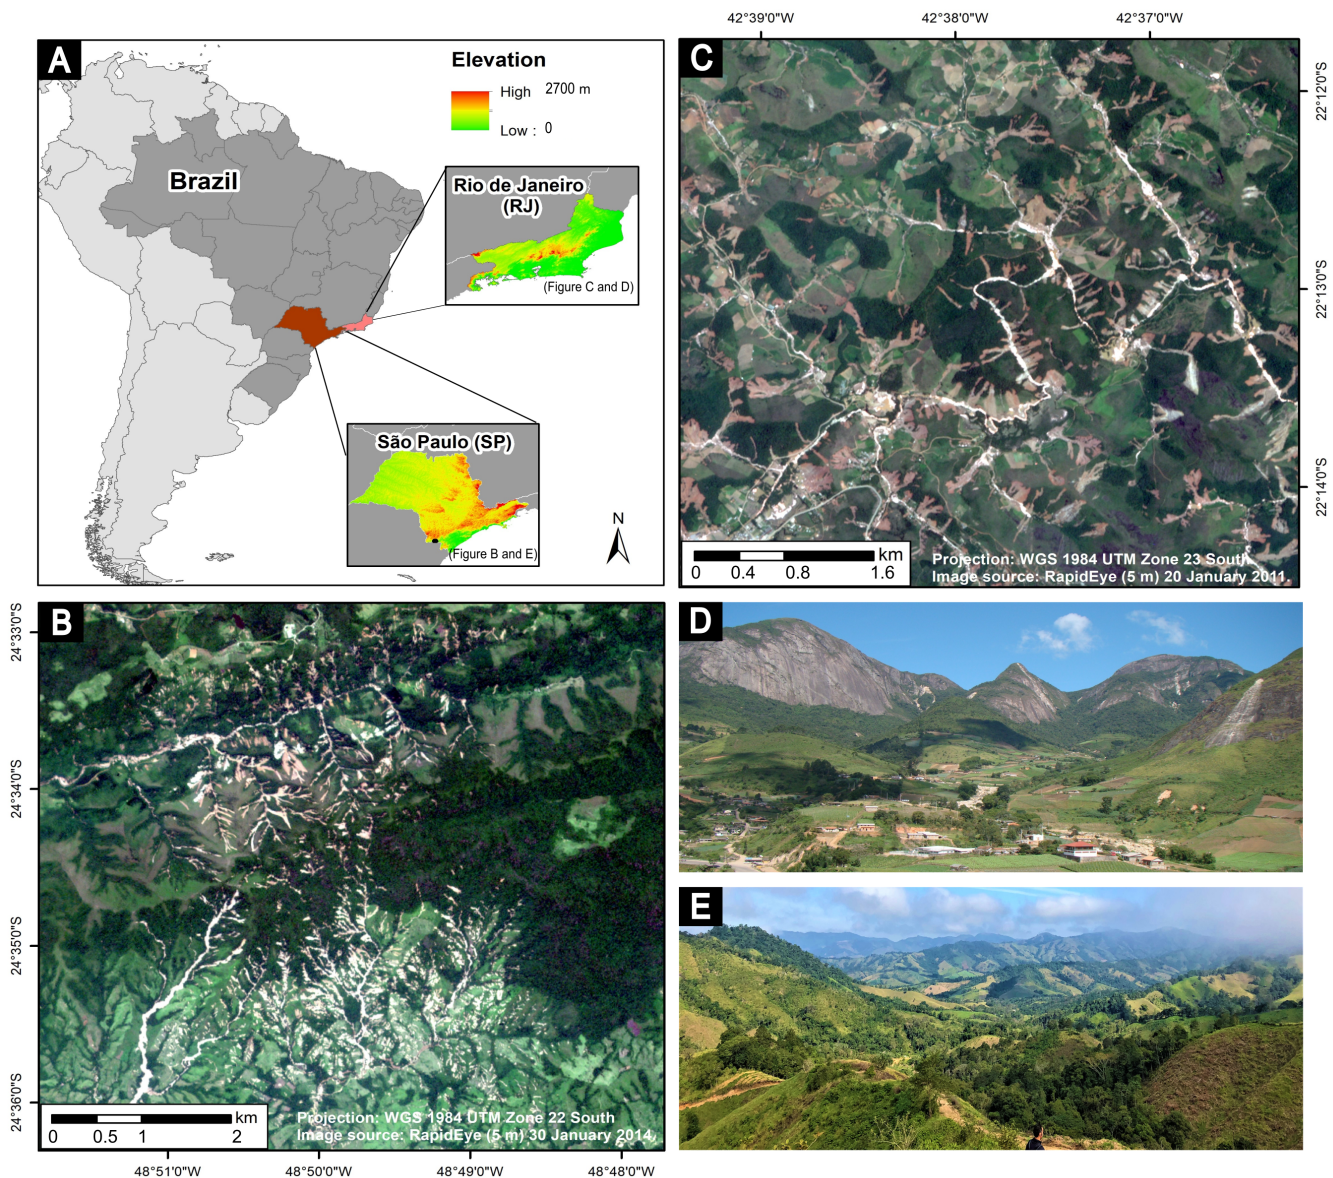 A
Elevation
High 2700 m
Low : 0
Brazil
Rio de Janeiro
(RJ)
(Figure C and D)
São Paulo (SP)
(Figure B and E)
N
42°39'0"W 42°38'0"W 42°37'0"W
C
22°12'0"S
22°13'0"S
22°14'0"S
km
0 0.4 0.8 1.6
Projection: WGS 1984 UTM Zone 23 South
Image source: RapidEye (5 m) 20 January 2011.
B
24°33'0"S
24°34'0"S
24°35'0"S
24°36'0"S
km
0 0.5 1 2
Projection: WGS 1984 UTM Zone 22 South
Image source: RapidEye (5 m) 30 January 2014.
48°51'0"W 48°50'0"W 48°49'0"W 48°48'0"W
D
E